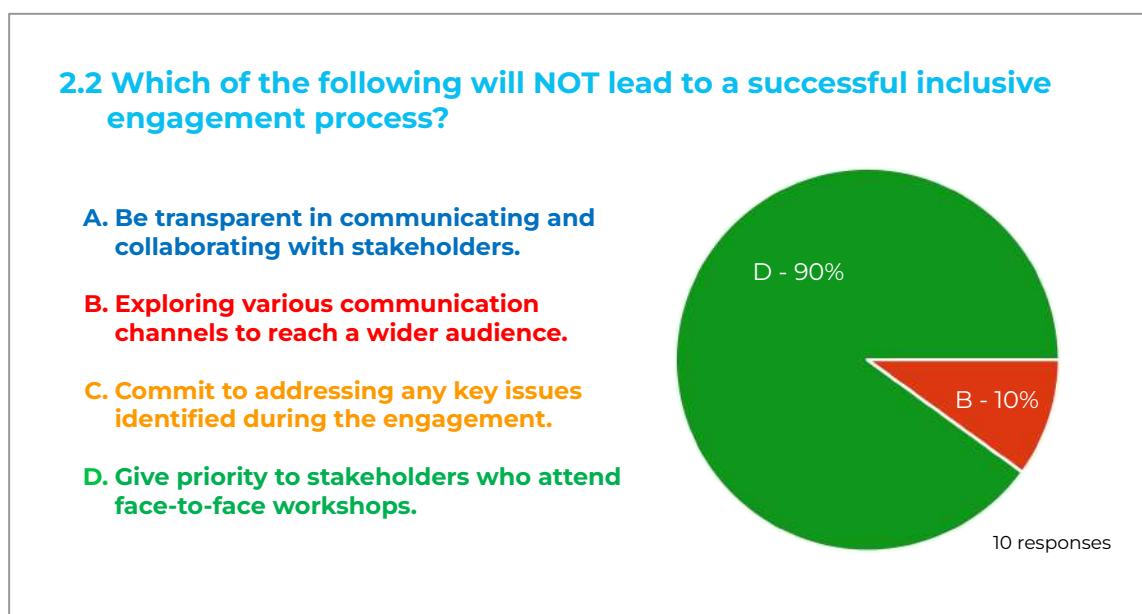 2.2 Which of the following will NOT lead to a successful inclusive
engagement process?
A. Be transparent in communicating and
collaborating with stakeholders.
B. Exploring various communication
channels to reach a wider audience.
C. Commit to addressing any key issues
identified during the engagement.
D. Give priority to stakeholders who attend
face-to-face workshops.
D - 90%
B - 10%
10 responses